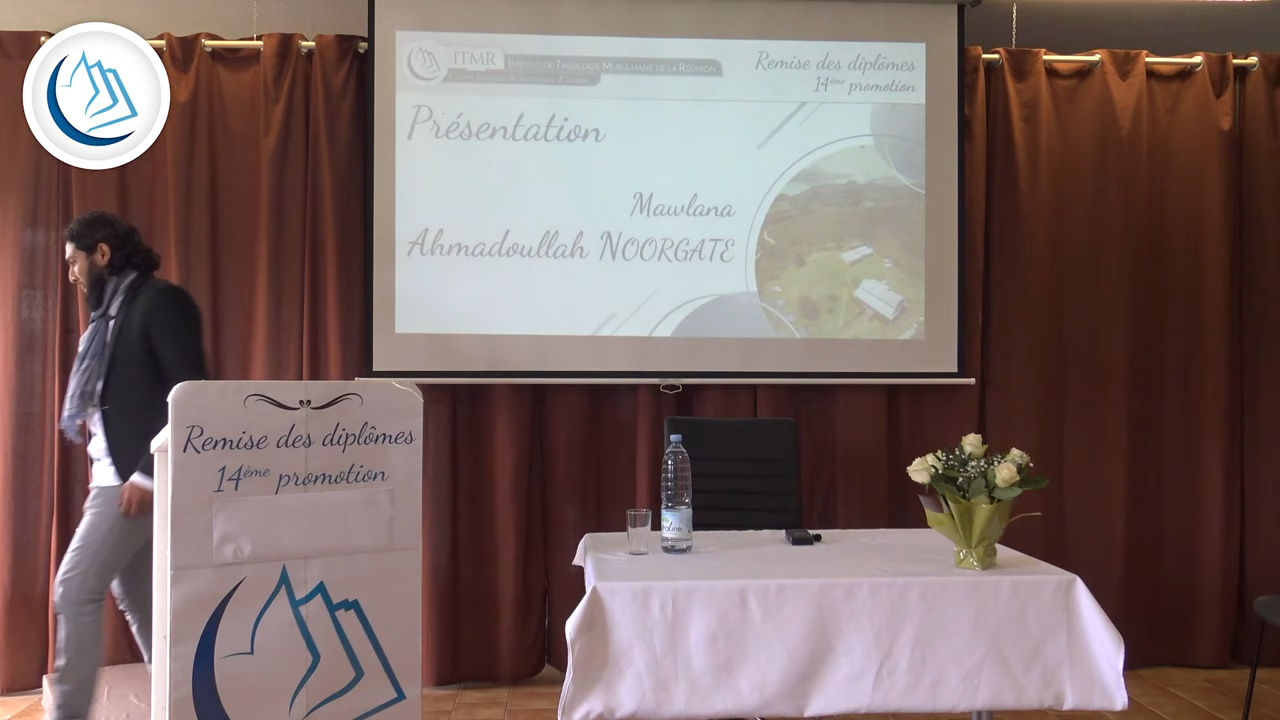 ITMR
INSTITUT DE THÉOLOGIE MUSULMANE DE LA RÉUNION
Remise des diplômes
14ème promotion
Présentation
Mawlana
Ahmadoullah NOORGATE
Remise des diplômes
14ème promotion